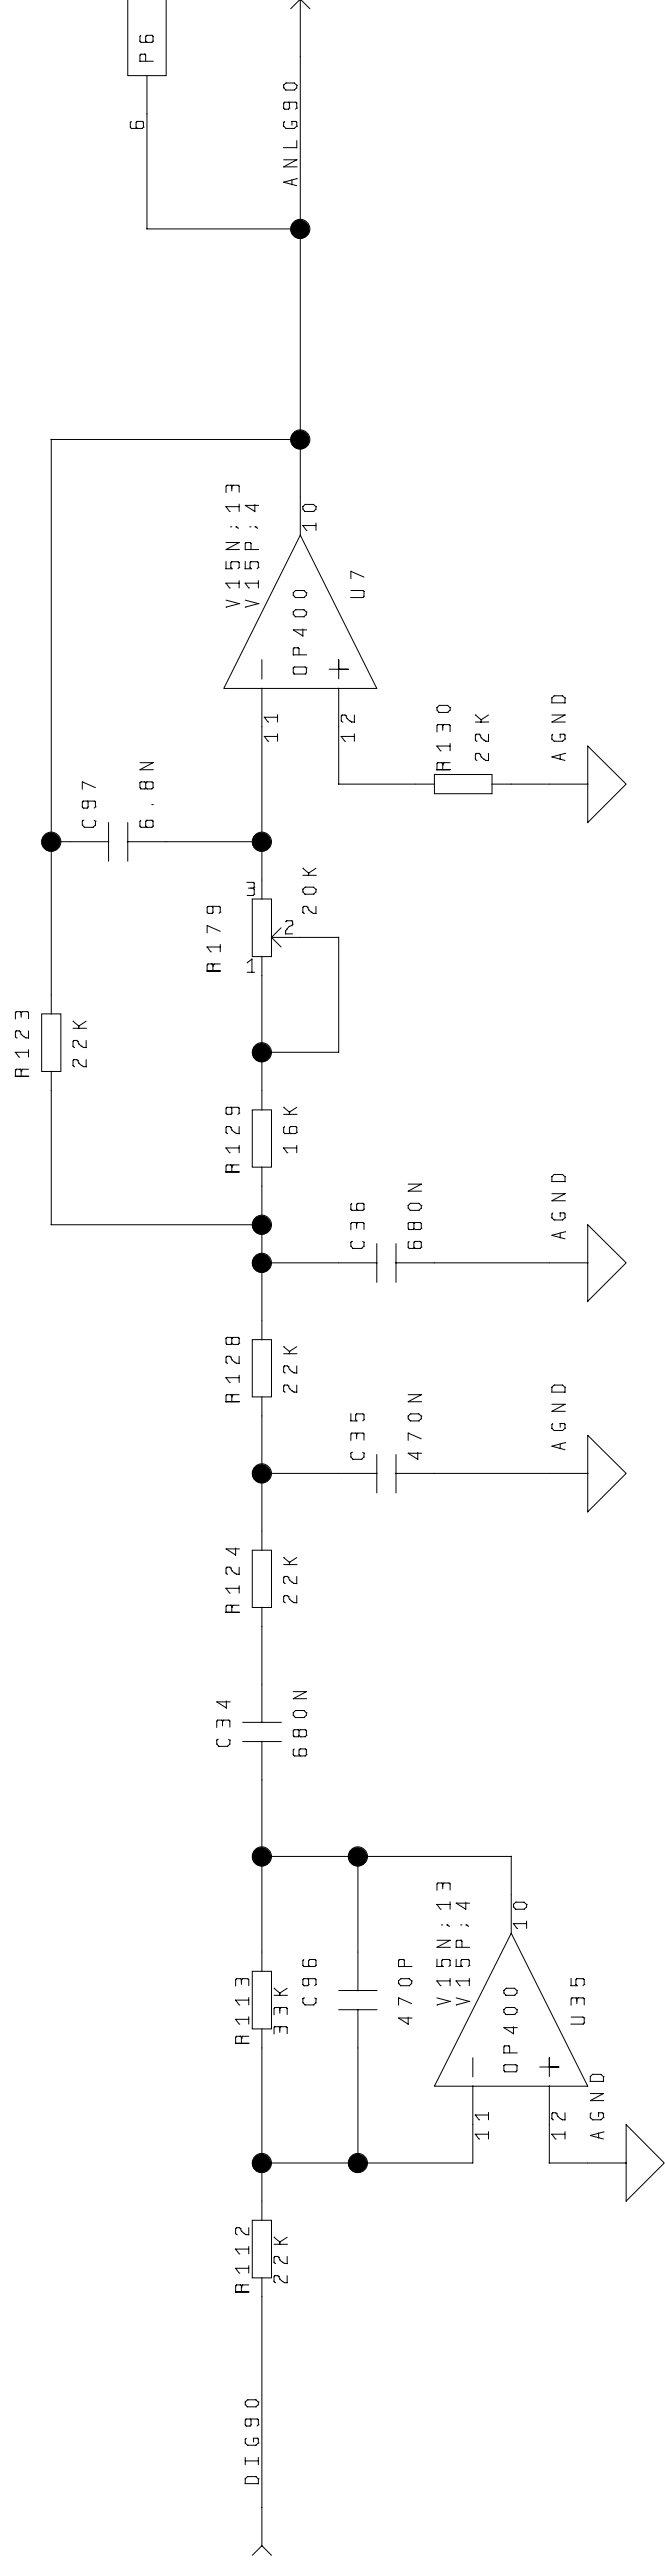 DIG90
R112
22K
R113
33K
C96
470P
11
12
AGND
OP400
V15N;13
V15P;4
10
U35
C34
680N
R124
22K
C35
470N
AGND
R128
22K
C36
680N
AGND
R129
16K
R123
22K
R179
1
2
3
20K
C97
6.8N
11
12
R130
22K
AGND
OP400
V15N;13
V15P;4
10
U7
ANLG90
6
P6